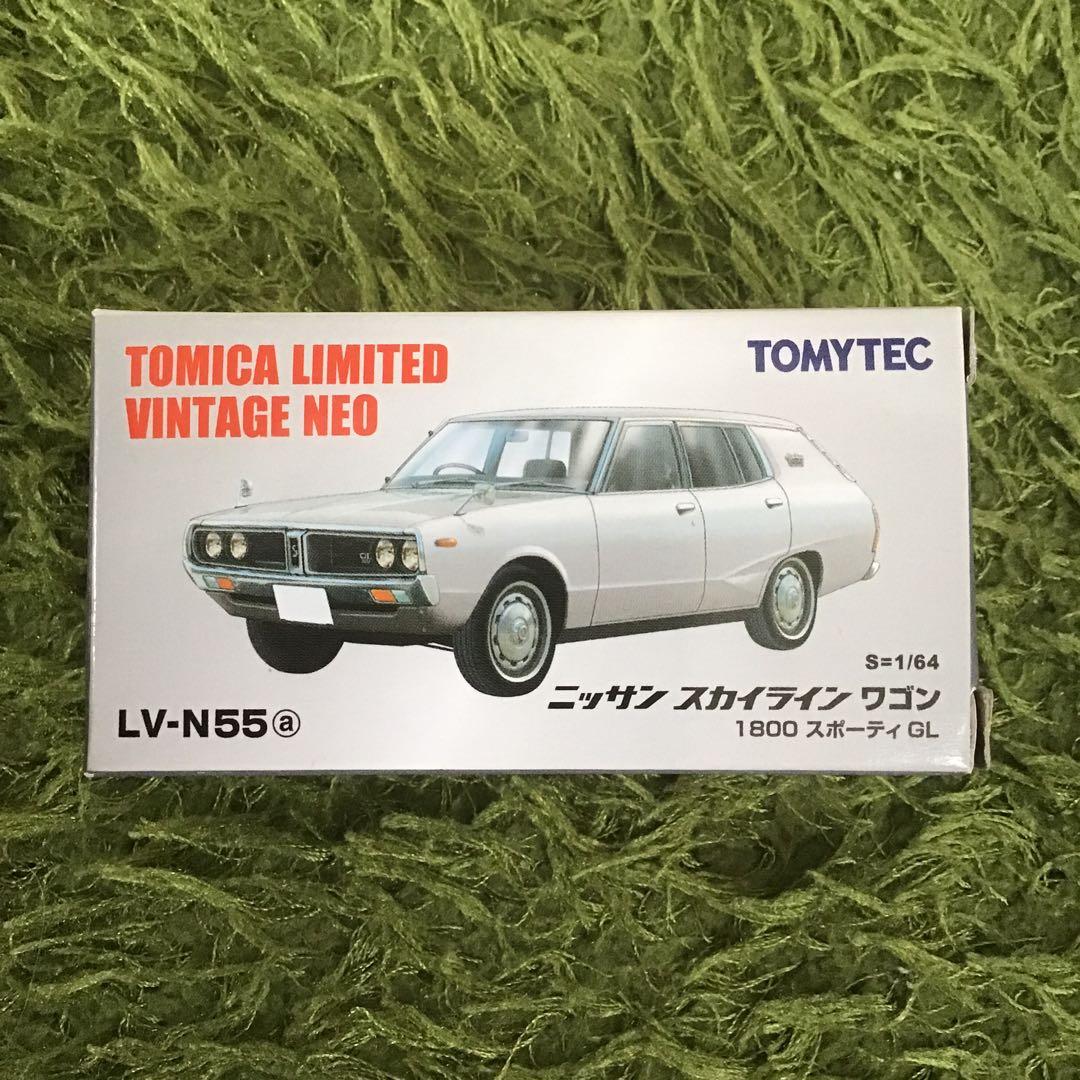 TOMICA LIMITED
VINTAGE NEO
TOMYTEC
S=1/64
ニッサン スカイライン ワゴン
1800 スポーティ GL
LV-N55ⓐ